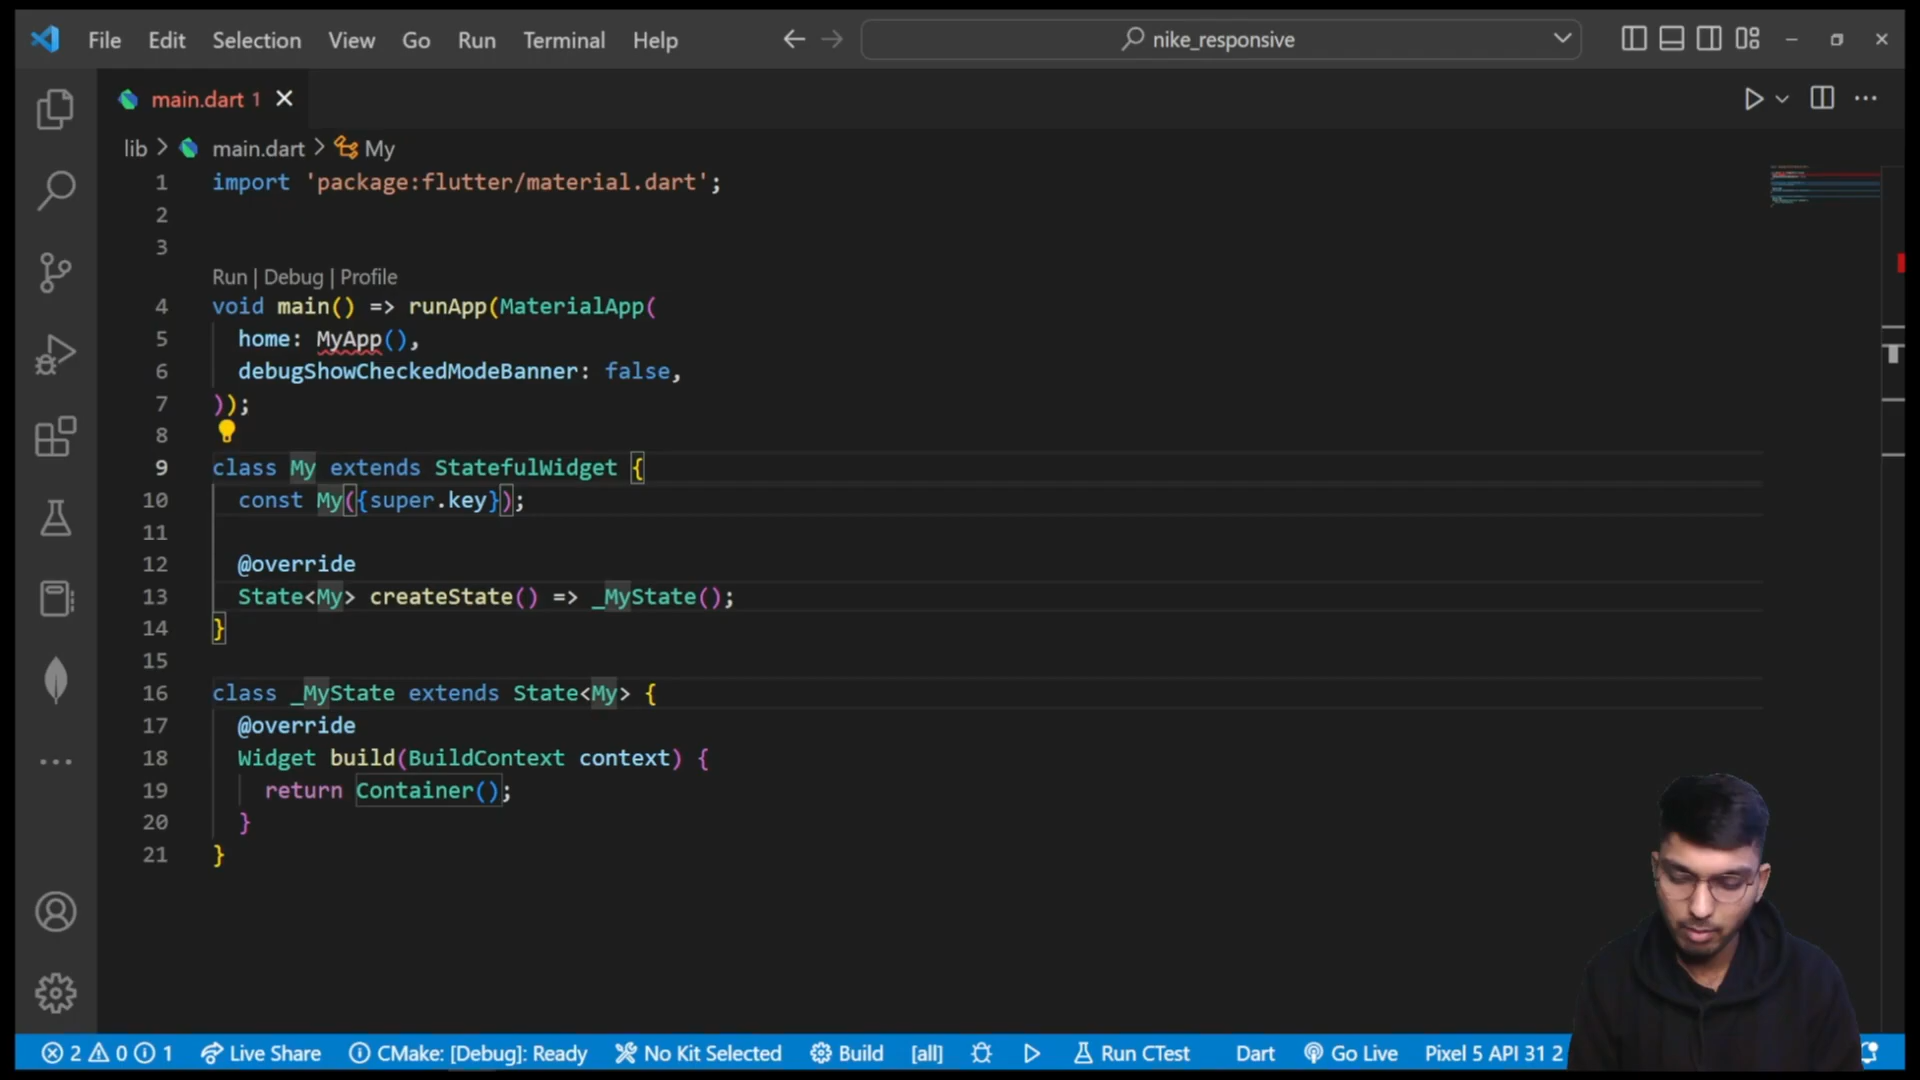 File Edit Selection View Go Run Terminal Help nike_responsive
main.dart 1
lib > main.dart > My
1 import 'package:flutter/material.dart';
2
3
Run | Debug | Profile
4 void main() => runApp(MaterialApp(
5 home: MyApp(),
6 debugShowCheckedModeBanner: false,
7 ));
8
9 class My extends StatefulWidget {
10 const My({super.key});
11
12 @override
13 State<My> createState() => _MyState();
14 }
15
16 class _MyState extends State<My> {
17 @override
18 Widget build(BuildContext context) {
19 return Container();
20 }
21 }
2 0 1 Live Share CMake: [Debug]: Ready No Kit Selected Build [all] Run CTest Dart Go Live Pixel 5 API 31 2